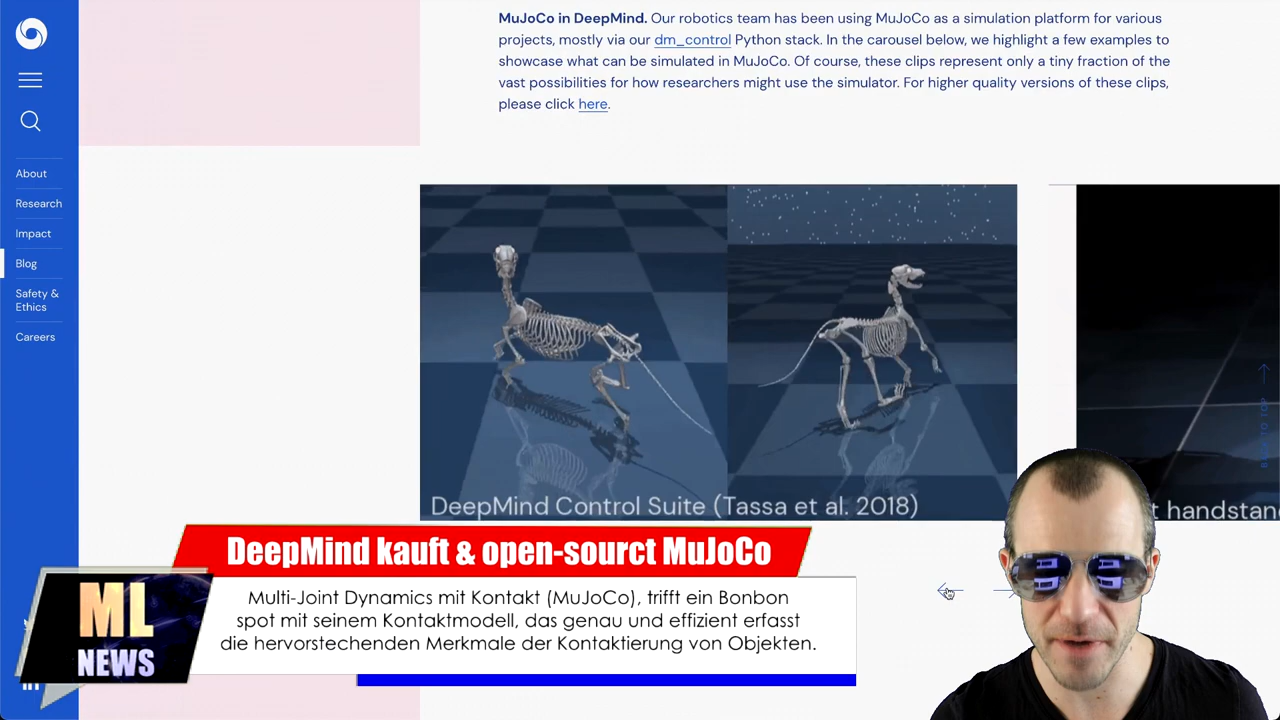 MuJoCo in DeepMind. Our robotics team has been using MuJoCo as a simulation platform for various
projects, mostly via our dm_control Python stack. In the carousel below, we highlight a few examples to
showcase what can be simulated in MuJoCo. Of course, these clips represent only a tiny fraction of the
vast possibilities for how researchers might use the simulator. For higher quality versions of these clips,
please click here.
About
Research
Impact
Blog
Safety &
Ethics
Careers
DeepMind Control Suite (Tassa et al. 2018)
t handstan
BACK TO TOP
DeepMind kauft & open-sourct MuJoCo
Multi-Joint Dynamics mit Kontakt (MuJoCo), trifft ein Bonbon
spot mit seinem Kontaktmodell, das genau und effizient erfasst
die hervorstechenden Merkmale der Kontaktierung von Objekten.
ML
NEWS